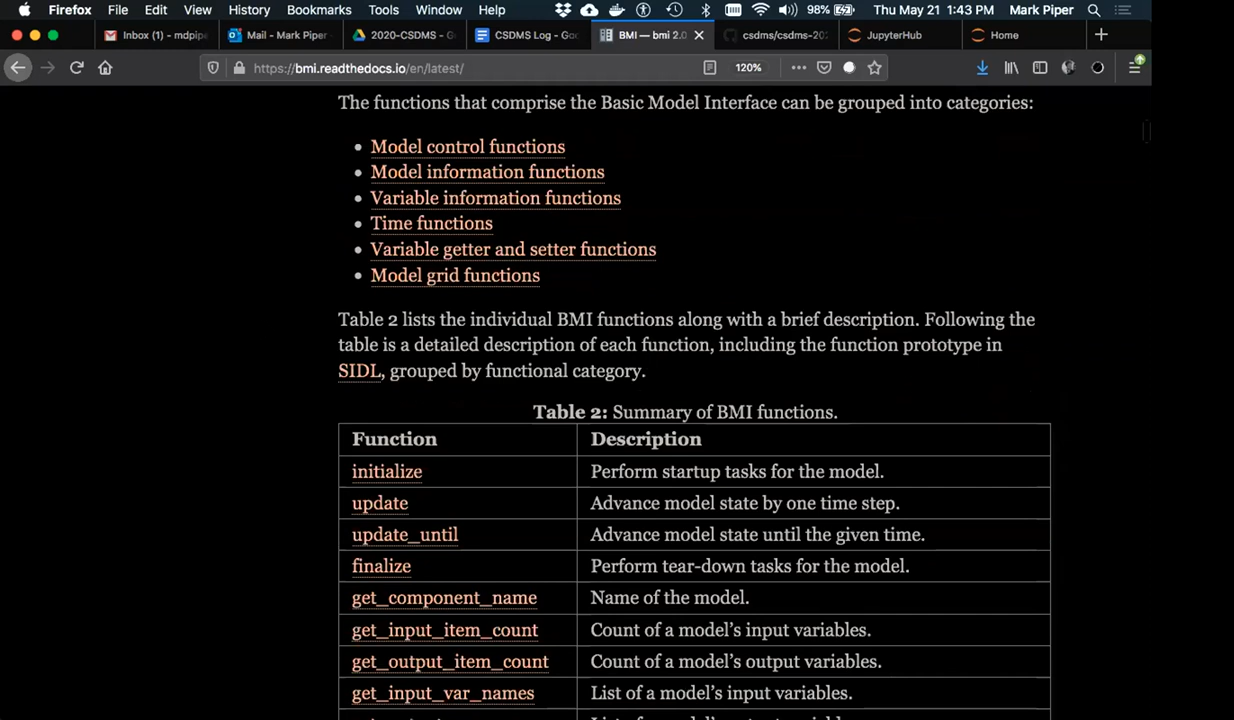 Firefox File Edit View History Bookmarks Tools Window Help 98% Thu May 21 1:43 PM Mark Piper
Inbox (1) - mdpip Mail - Mark Piper 2020-CSDMS - G CSDMS Log - Goo BMI — bmi 2.0 csdms/csdms-202 JupyterHub Home
https://bmi.readthedocs.io/en/latest/ 120%
The functions that comprise the Basic Model Interface can be grouped into categories:
Model control functions
Model information functions
Variable information functions
Time functions
Variable getter and setter functions
Model grid functions
Table 2 lists the individual BMI functions along with a brief description. Following the
table is a detailed description of each function, including the function prototype in
SIDL, grouped by functional category.
Table 2: Summary of BMI functions.
Function Description
initialize Perform startup tasks for the model.
update Advance model state by one time step.
update_until Advance model state until the given time.
finalize Perform tear-down tasks for the model.
get_component_name Name of the model.
get_input_item_count Count of a model's input variables.
get_output_item_count Count of a model's output variables.
get_input_var_names List of a model's input variables.